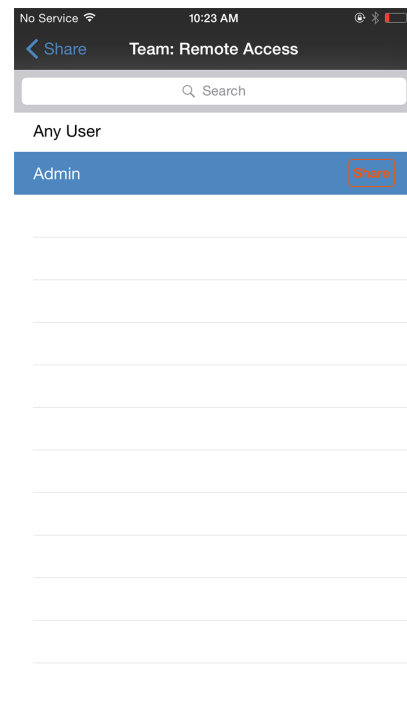 No Service 10:23 AM
Share Team: Remote Access
Search
Any User
Admin Share